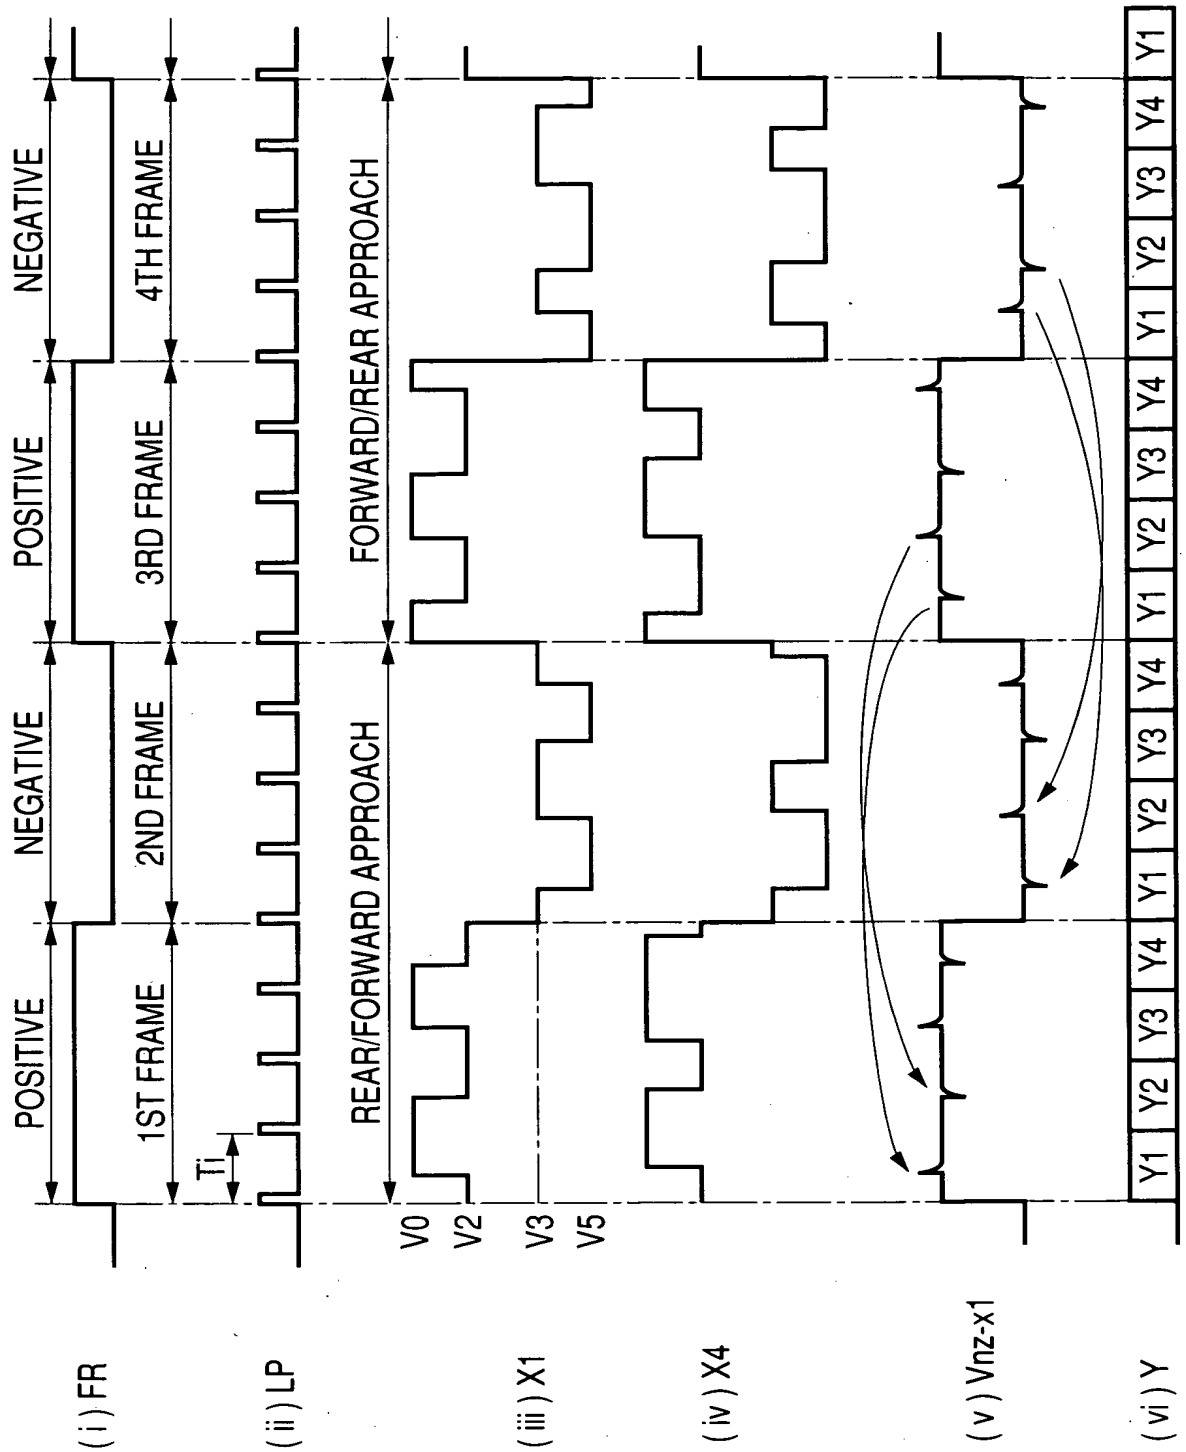 POSITIVE NEGATIVE POSITIVE NEGATIVE
( i ) FR
1ST FRAME 2ND FRAME 3RD FRAME 4TH FRAME
Ti
( ii ) LP
REAR/FORWARD APPROACH FORWARD/REAR APPROACH
V0
V2
( iii ) X1
V3
V5
( iv ) X4
( v ) Vnz-x1
( vi ) Y
Y1 Y2 Y3 Y4 Y1 Y2 Y3 Y4 Y1 Y2 Y3 Y4 Y1 Y2 Y3 Y4 Y1